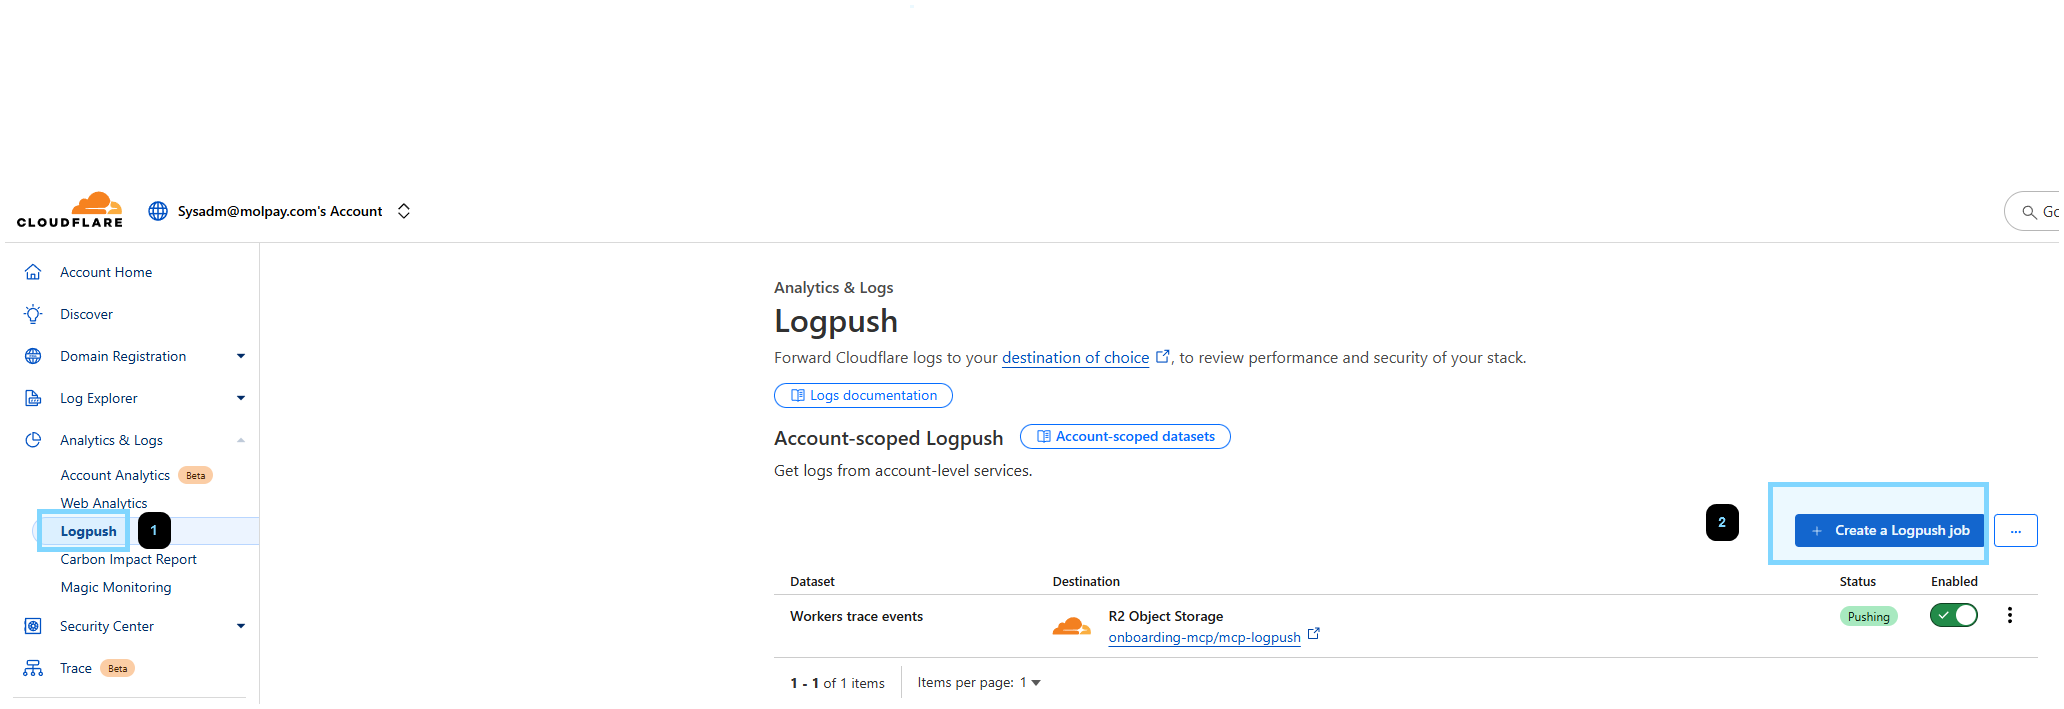 CLOUDFLARE
Sysadm@molpay.com's Account
Account Home
Discover
Domain Registration
Log Explorer
Analytics & Logs
Account Analytics Beta
Web Analytics
Logpush 1
Carbon Impact Report
Magic Monitoring
Security Center
Trace Beta
Analytics & Logs
Logpush
Forward Cloudflare logs to your destination of choice , to review performance and security of your stack.
Logs documentation
Account-scoped Logpush Account-scoped datasets
Get logs from account-level services.
2 + Create a Logpush job ...
Dataset Destination Status Enabled
Workers trace events R2 Object Storage Pushing
onboarding-mcp/mcp-logpush
1 - 1 of 1 items Items per page: 1